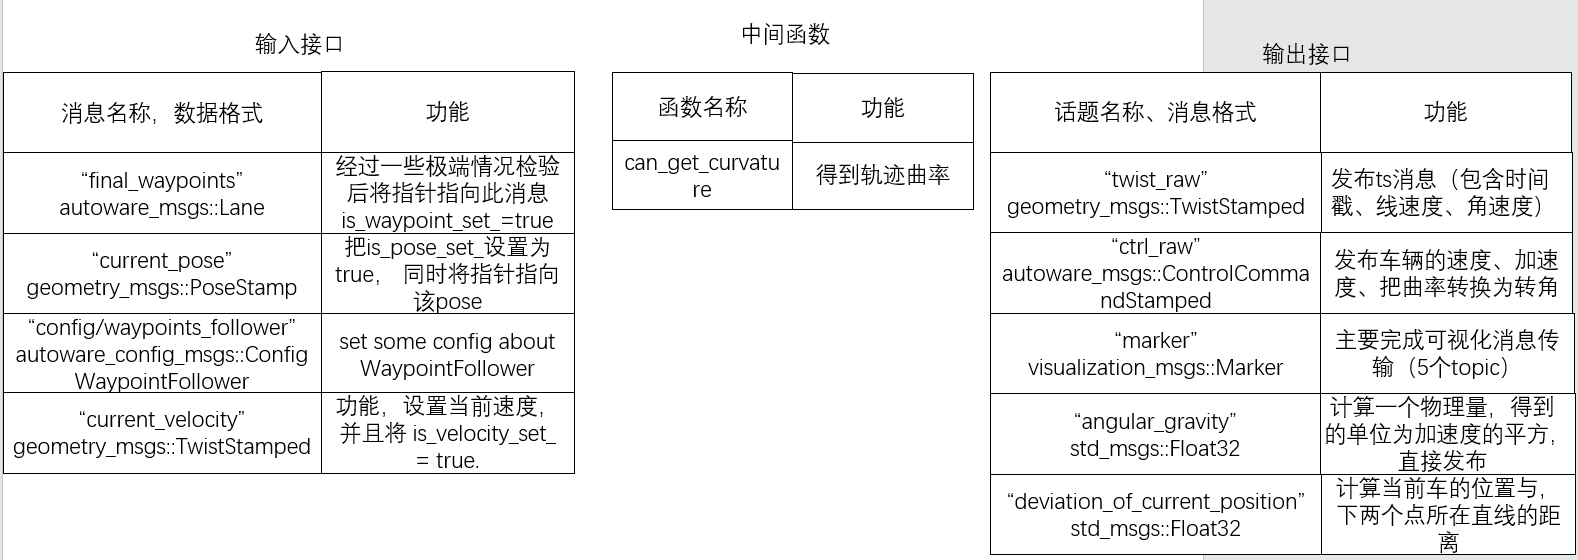 输入接口
消息名称，数据格式
功能
“final_waypoints”
autoware_msgs::Lane
经过一些极端情况检验
后将指针指向此消息
is_waypoint_set_=true
“current_pose”
geometry_msgs::PoseStamp
把is_pose_set_设置为
true， 同时将指针指向
该pose
“config/waypoints_follower”
autoware_config_msgs::Config
WaypointFollower
set some config about
WaypointFollower
“current_velocity”
geometry_msgs::TwistStamped
功能，设置当前速度，
并且将 is_velocity_set_
= true.
中间函数
函数名称
功能
can_get_curvatu
re
得到轨迹曲率
输出接口
话题名称、消息格式
功能
“twist_raw”
geometry_msgs::TwistStamped
发布ts消息（包含时间
戳、线速度、角速度）
“ctrl_raw”
autoware_msgs::ControlComma
ndStamped
发布车辆的速度、加速
度、把曲率转换为转角
“marker”
visualization_msgs::Marker
主要完成可视化消息传
输（5个topic）
“angular_gravity”
std_msgs::Float32
计算一个物理量，得到
的单位为加速度的平方，
直接发布
“deviation_of_current_position”
std_msgs::Float32
计算当前车的位置与，
下两个点所在直线的距
离